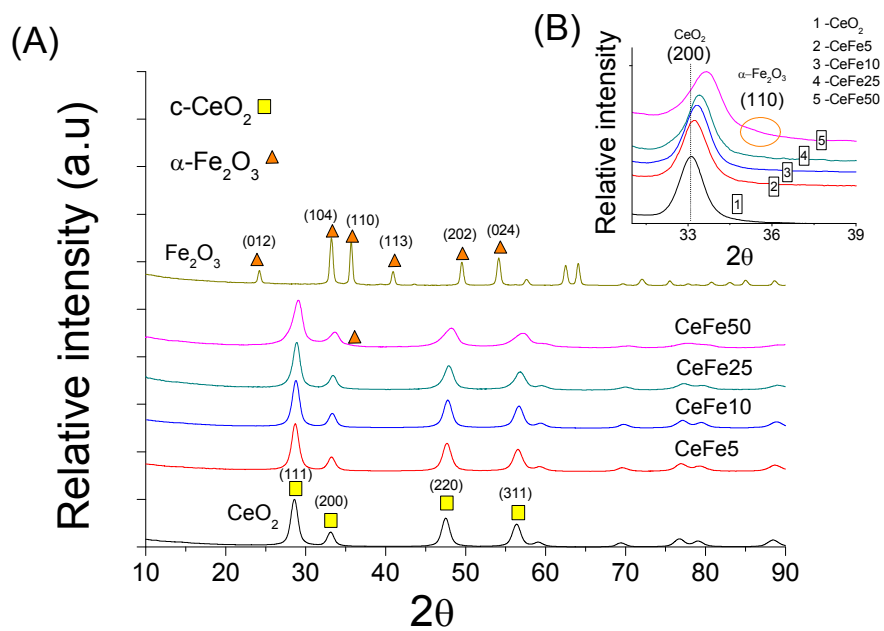 (A)
c-CeO₂
α-Fe₂O₃
(012)
(104)
(110)
(113)
(202)
(024)
Fe₂O₃
CeFe50
CeFe25
CeFe10
CeFe5
(111)
(200)
(220)
(311)
CeO₂
10 20 30 40 50 60 70 80 90
2θ
Relative intensity (a.u)
(B)
CeO₂
(200)
α−Fe₂O₃
(110)
1 -CeO₂
2 -CeFe5
3 -CeFe10
4 -CeFe25
5 -CeFe50
5
4
3
2
1
33 36 39
2θ
Relative intensity